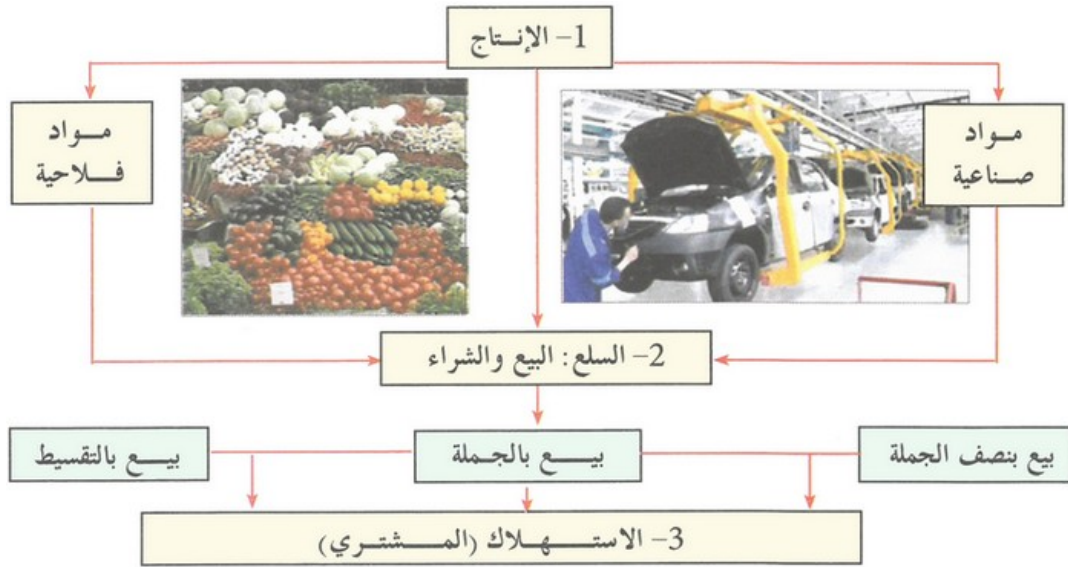 1- الإنتاج
مواد
صناعية
مواد
فلاحية
2- السلع: البيع والشراء
بيع بنصف الجملة
بيع بالجملة
بيع بالتقسيط
3- الاستهلاك (المشتري)